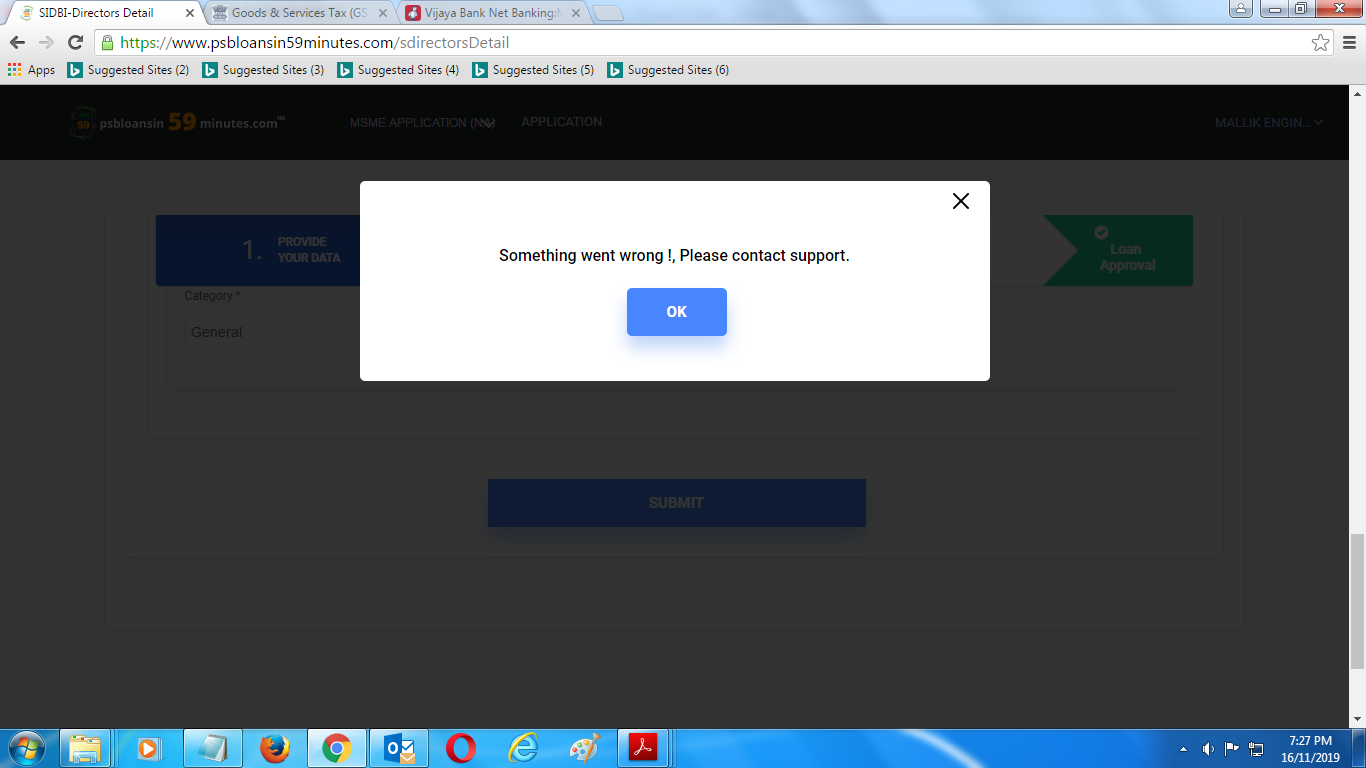 SIDBI-Directors Detail
Goods & Services Tax (GS
Vijaya Bank Net Banking:
https://www.psbloansin59minutes.com/sdirectorsDetail
Apps
Suggested Sites (2)
Suggested Sites (3)
Suggested Sites (4)
Suggested Sites (5)
Suggested Sites (6)
59 psbloansin 59 minutes.com™
MSME APPLICATION
APPLICATION
MALLIK ENGIN...
Something went wrong !, Please contact support.
OK
1. PROVIDE
YOUR DATA
Loan
Approval
Category *
General
SUBMIT
7:27 PM
16/11/2019